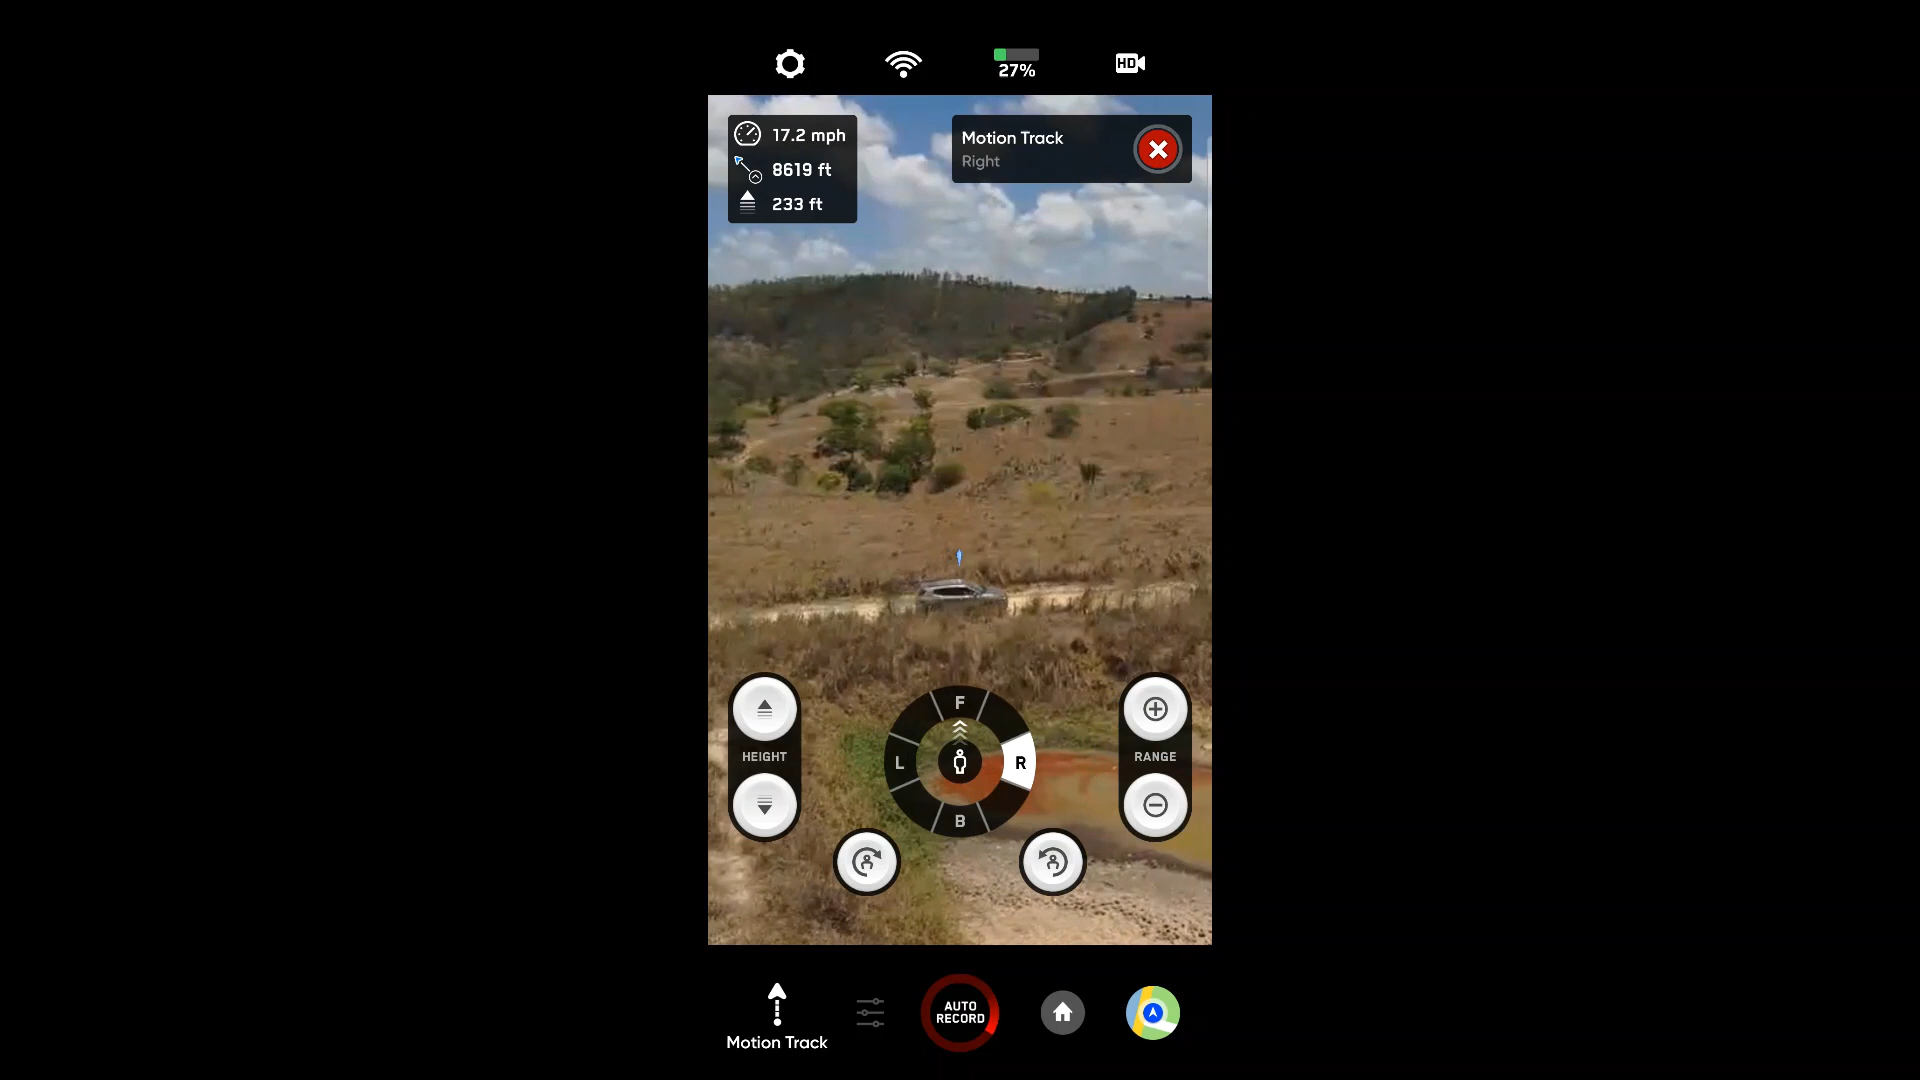 27%
HD
17.2 mph
8619 ft
233 ft
Motion Track
Right
HEIGHT
F
L
R
B
RANGE
AUTO
RECORD
Motion Track